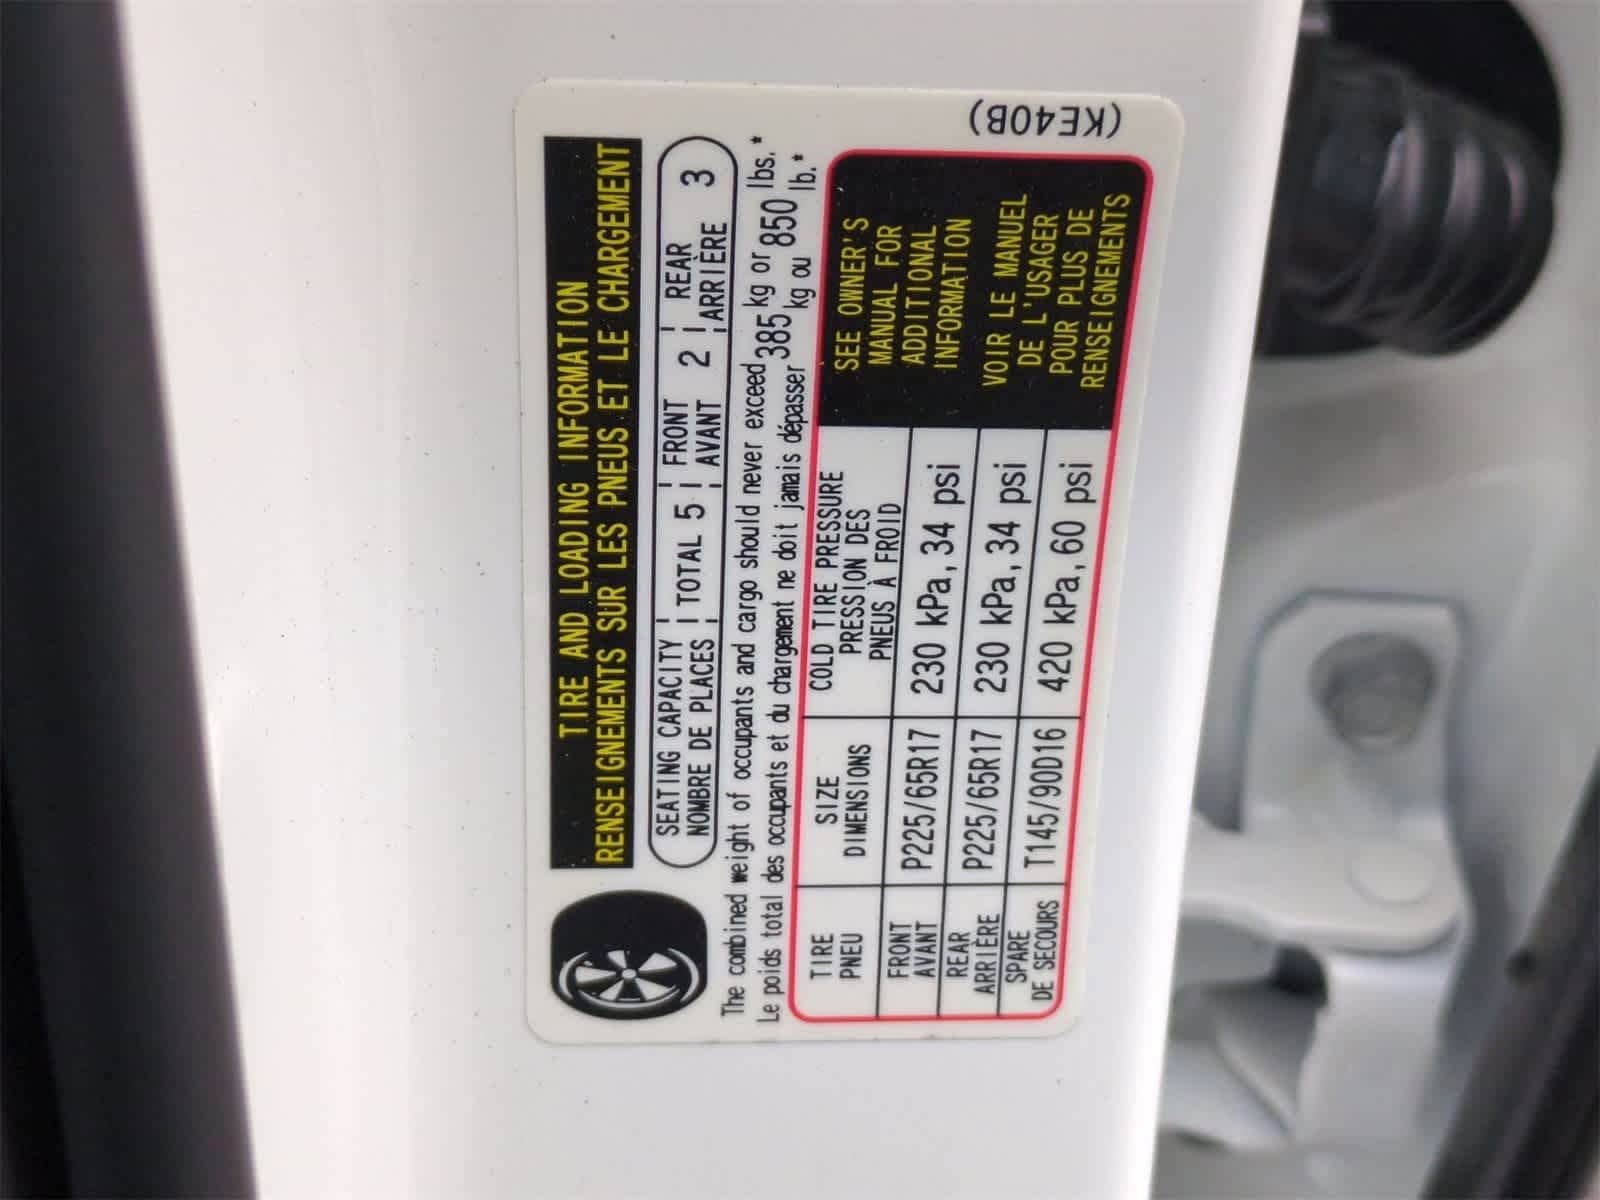 TIRE AND LOADING INFORMATION
RENSEIGNEMENTS SUR LES PNEUS ET LE CHARGEMENT
SEATING CAPACITY TOTAL 5 FRONT 2 REAR 3
NOMBRE DE PLACES AVANT ARRIÈRE
The combined weight of occupants and cargo should never exceed 385 kg or 850 lbs.*
Le poids total des occupants et du chargement ne doit jamais dépasser 385 kg ou 850 lb.*
TIRE
PNEU
SIZE
DIMENSIONS
COLD TIRE PRESSURE
PRESSION DES
PNEUS À FROID
FRONT
AVANT
P225/65R17
230 kPa, 34 psi
REAR
ARRIÈRE
P225/65R17
230 kPa, 34 psi
SPARE
DE SECOURS
T145/90D16
420 kPa, 60 psi
SEE OWNER'S
MANUAL FOR
ADDITIONAL
INFORMATION
VOIR LE MANUEL
DE L'USAGER
POUR PLUS DE
RENSEIGNEMENTS
(KE40B)